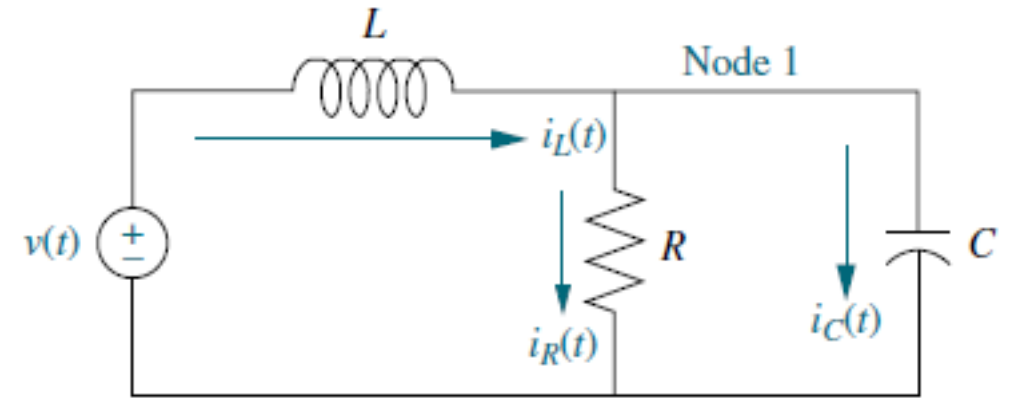 L
Node 1
iL(t)
v(t)
+
−
R
C
iR(t)
iC(t)